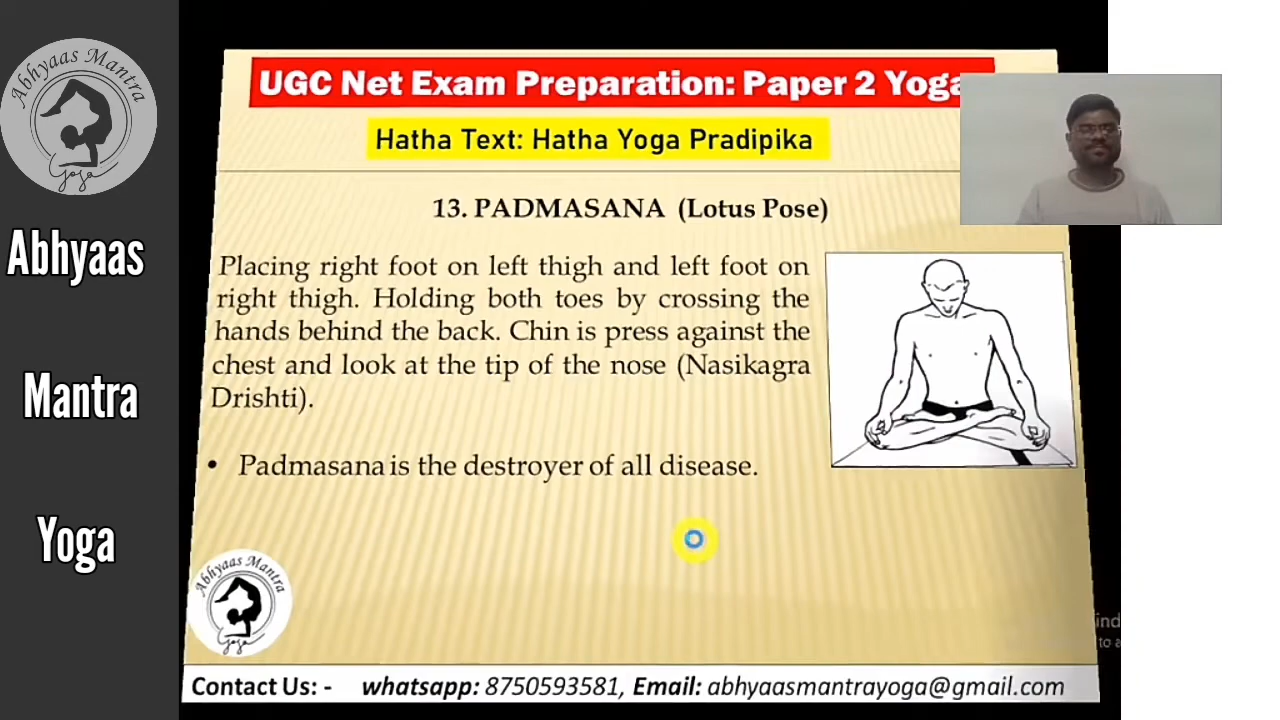 Abhyaas Mantra
Yoga
Abhyaas
Mantra
Yoga
UGC Net Exam Preparation: Paper 2 Yoga
Hatha Text: Hatha Yoga Pradipika
13. PADMASANA (Lotus Pose)
Placing right foot on left thigh and left foot on
right thigh. Holding both toes by crossing the
hands behind the back. Chin is press against the
chest and look at the tip of the nose (Nasikagra
Drishti).
• Padmasana is the destroyer of all disease.
Abhyaas Mantra
Yoga
Contact Us: - whatsapp: 8750593581, Email: abhyaasmantrayoga@gmail.com